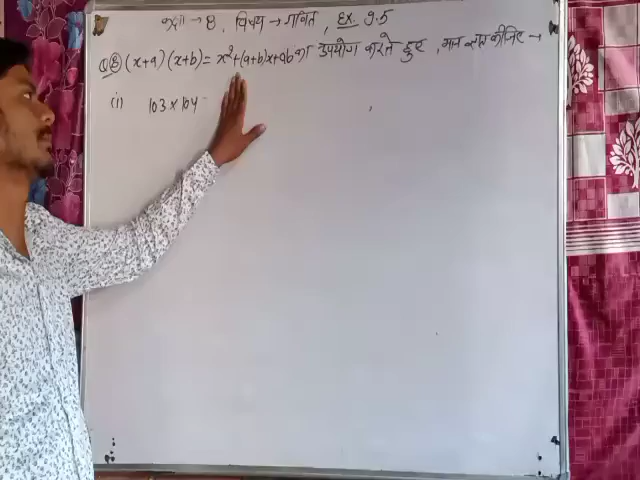 कक्षा → 8, विषय → गणित, Ex. 9.5
Q.8 (x+a)(x+b) = x²+(a+b)x+ab का उपयोग करते हुए, मान ज्ञात कीजिए →
(i) 103 x 104